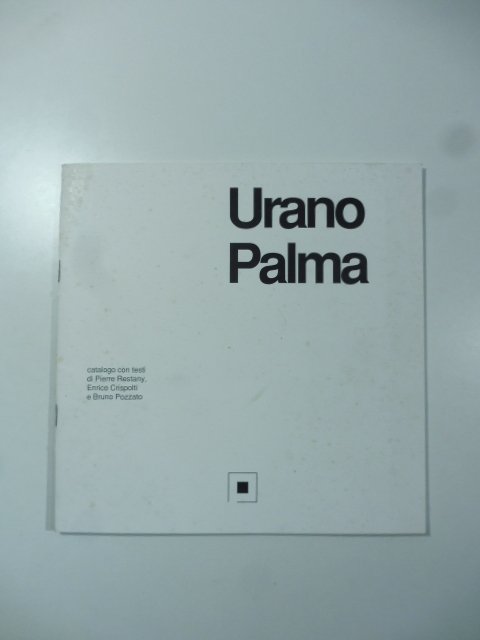 Urano
Palma
catalogo con testi
di Pierre Restany,
Enrico Crispolti
e Bruno Pozzato